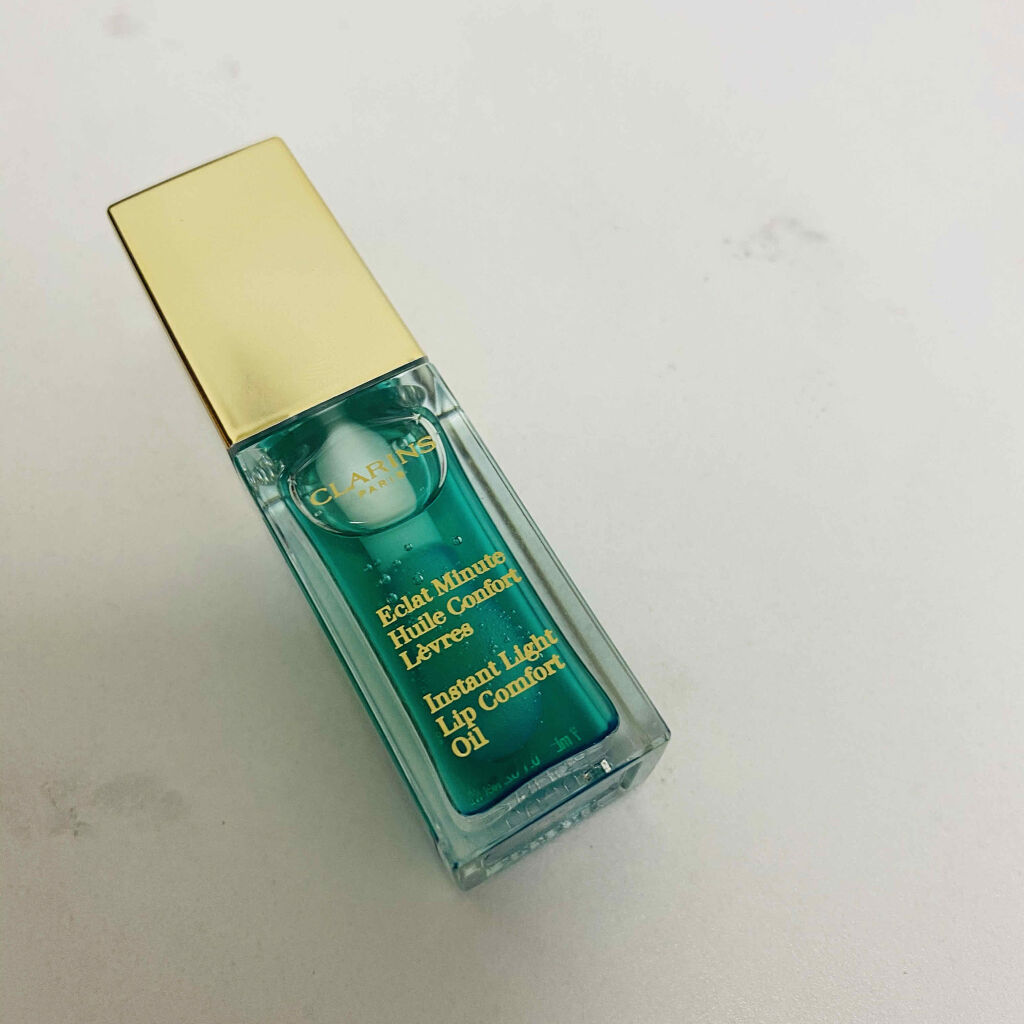 CLARINS
PARIS
Eclat Minute
Huile Confort
Lèvres
Instant Light
Lip Comfort
Oil